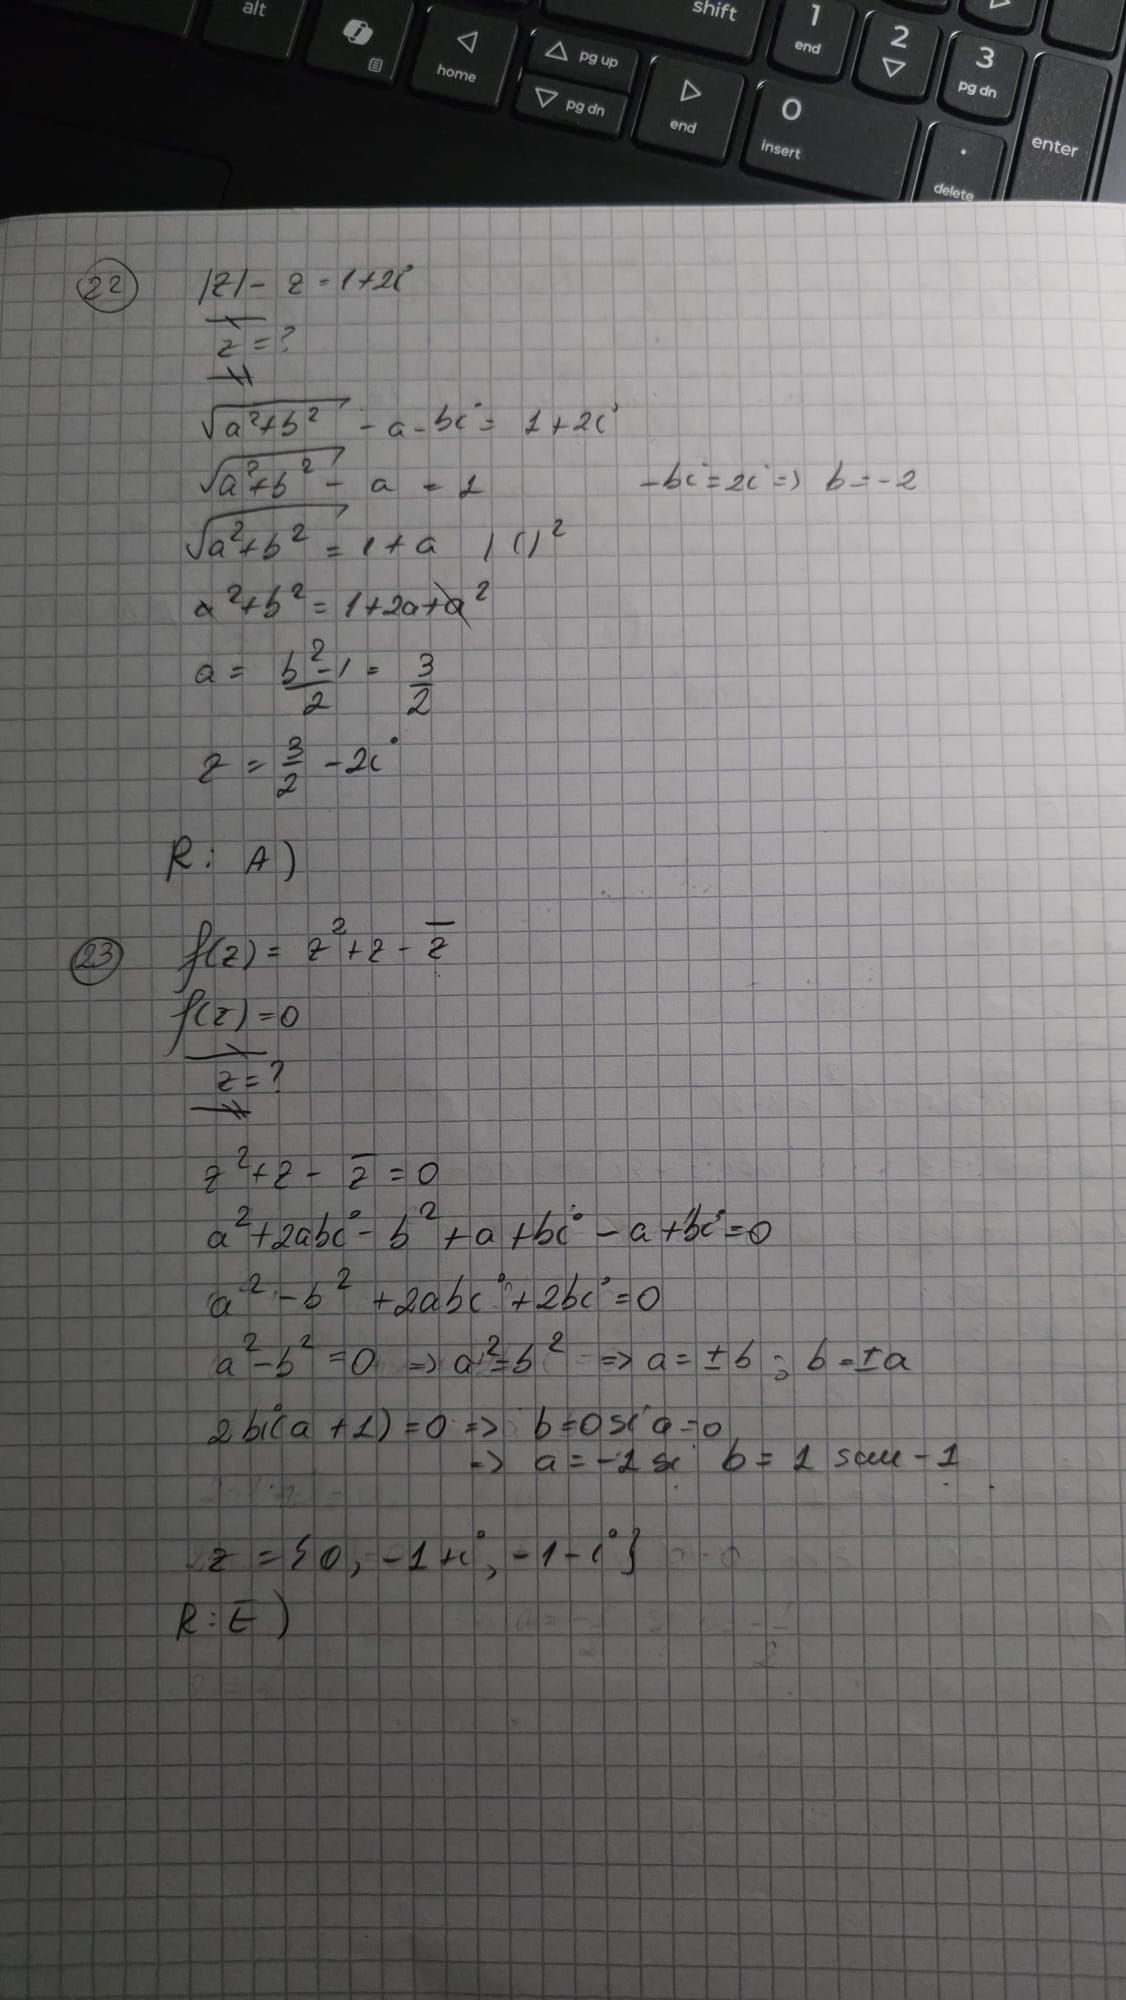 alt
shift
home
pg up
pg dn
end
1
end
2
3
pg dn
0
insert
.
delete
enter
22
|z| - z = 1+2i
z = ?
√a²+b² - a - bi = 1+2i
√a²+b² - a = 1 -bi = 2i => b = -2
√a²+b² = 1+a | ()²
a²+b² = 1+2a+a²
a = b²-1/2 = 3/2
z = 3/2 - 2i
R: A)
23
f(z) = z²+z - z̄
f(z) = 0
z = ?
z²+z - z̄ = 0
a²+2abi - b²+a+bi - a+bi = 0
a² - b² +2abi+2bi = 0
a² - b² = 0 => a² = b² => a = ±b ; b = ±a
2bi(a+1) = 0 => b = 0 si a = 0
=> a = -1 si b = 1 sau -1
z = {0, -1+i, -1-i}
R: E)